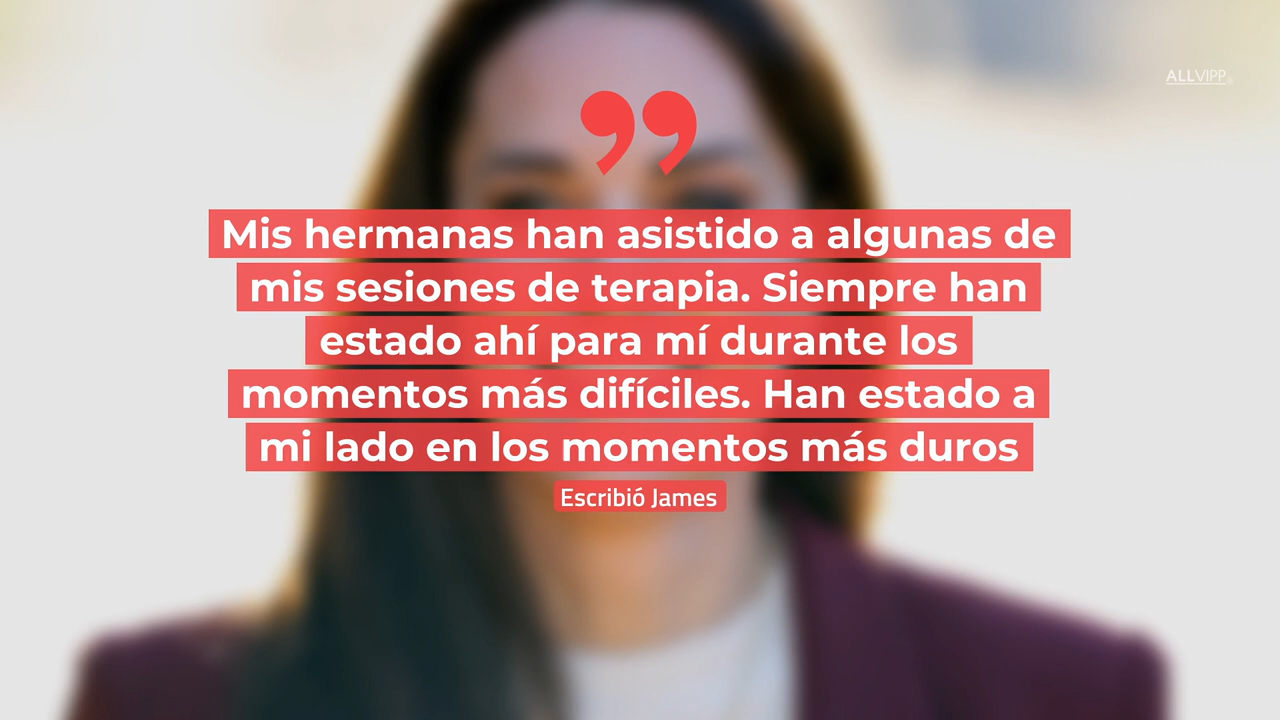 ALLVIPP
”
Mis hermanas han asistido a algunas de
mis sesiones de terapia. Siempre han
estado ahí para mí durante los
momentos más difíciles. Han estado a
mi lado en los momentos más duros
Escribió James